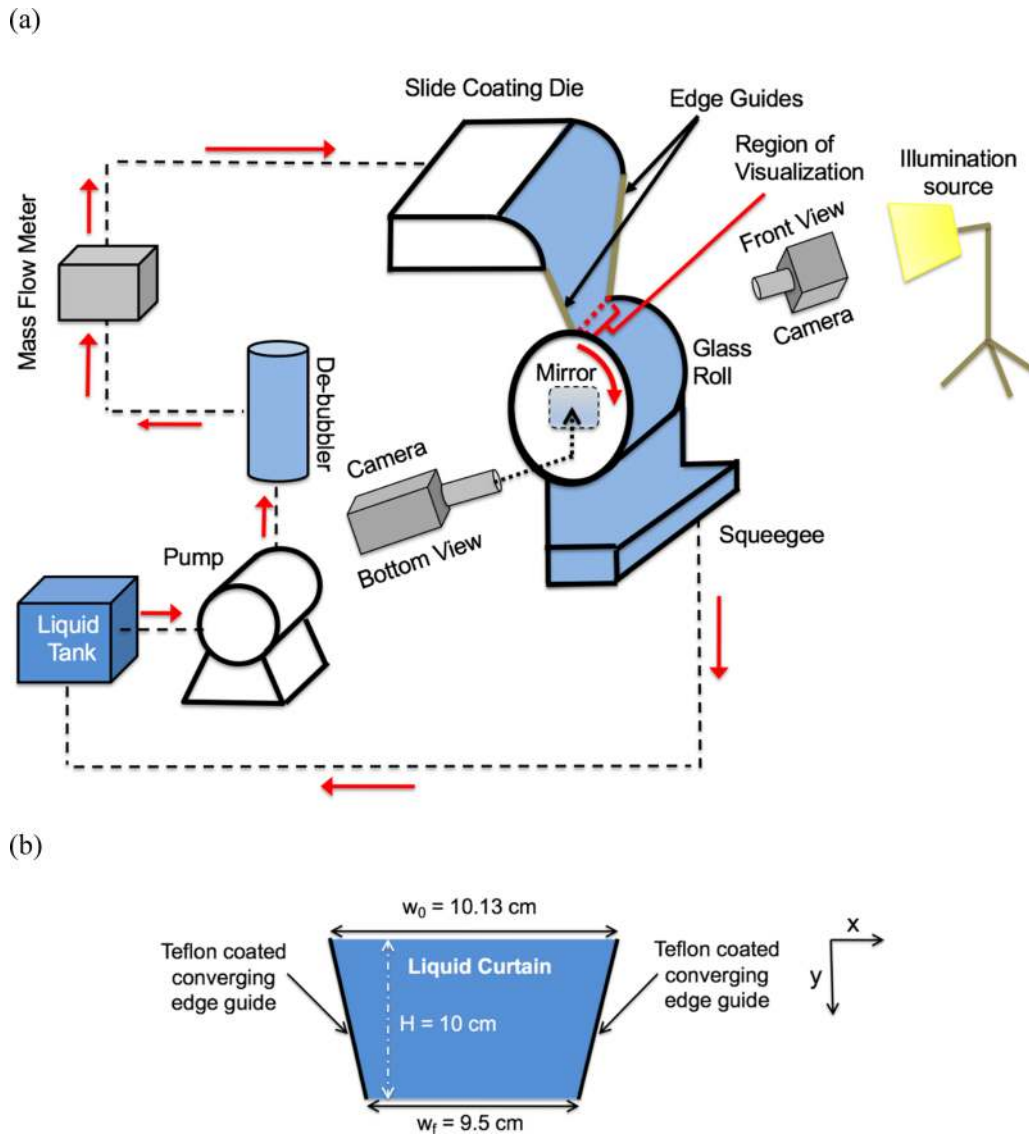 (a)
Slide Coating Die
Edge Guides
Region of
Visualization
Illumination
source
Front View
Camera
Mass Flow Meter
De-bubbler
Mirror
Glass
Roll
Camera
Bottom View
Squeegee
Pump
Liquid
Tank
(b)
w₀ = 10.13 cm
Teflon coated
converging
edge guide
Liquid Curtain
H = 10 cm
Teflon coated
converging
edge guide
x
y
w_f = 9.5 cm